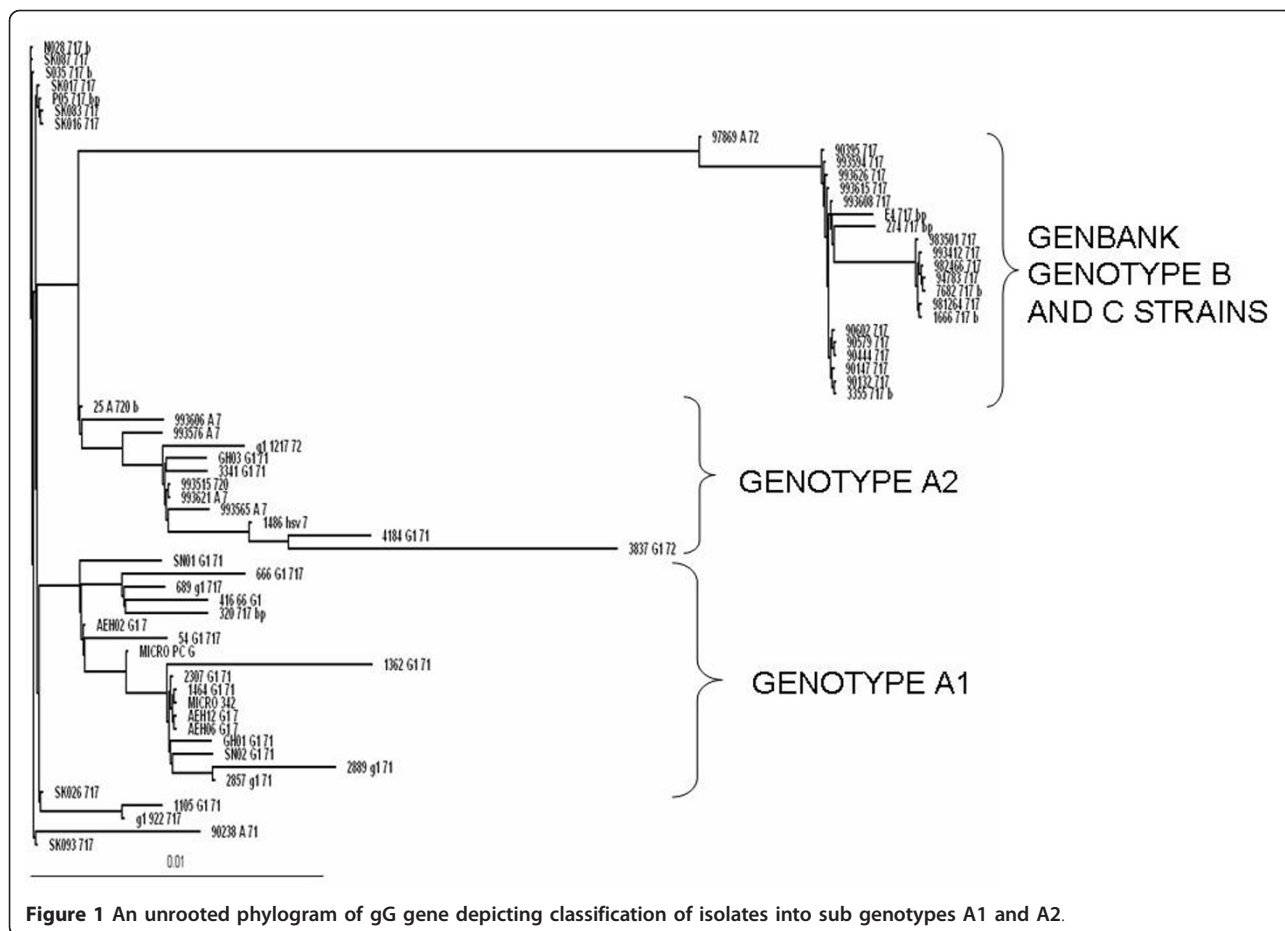 N028 717 b
SK087 717
S035 717 b
SK017 717
P05 717 bp
SK083 717
SK016 717
97869 A 72
90395 717
993594 717
993626 717
993615 717
993608 717
E4 717 bp
274 717 bp
983501 717
993412 717
982466 717
94783 717
7682 717 b
981264 717
1666 717 b
90602 717
90579 717
90444 717
90147 717
90132 717
3355 717 b
GENBANK
GENOTYPE B
AND C STRAINS
25 A 720 b
993606 A 7
993576 A 7
g1 1217 72
GH03 G1 71
3341 G1 71
993515 720
993621 A 7
993565 A 7
1486 hsv 7
4184 G1 71
3837 G1 72
GENOTYPE A2
SN01 G1 71
666 G1 717
689 g1 717
416 66 G1
320 717 bp
AEH02 G1 7
54 G1 717
MICRO PC G
1362 G1 71
2307 G1 71
1464 G1 71
MICRO 342
AEH12 G1 7
AEH06 G1 7
GH01 G1 71
SN02 G1 71
2889 g1 71
2857 g1 71
GENOTYPE A1
SK026 717
1105 G1 71
g1 922 717
90238 A 71
SK093 717
0.01
Figure 1 An unrooted phylogram of gG gene depicting classification of isolates into sub genotypes A1 and A2.